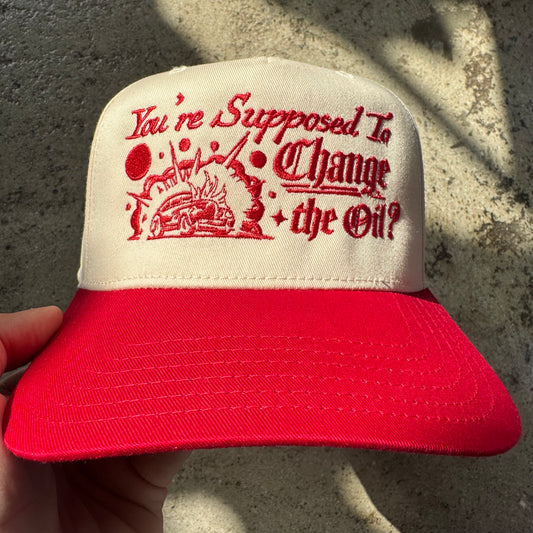 You're Supposed To
Change
the Oil?